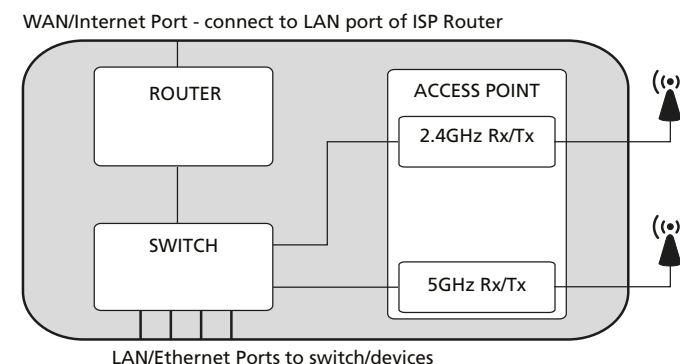 WAN/Internet Port - connect to LAN port of ISP Router
ROUTER
ACCESS POINT
2.4GHz Rx/Tx
SWITCH
5GHz Rx/Tx
LAN/Ethernet Ports to switch/devices